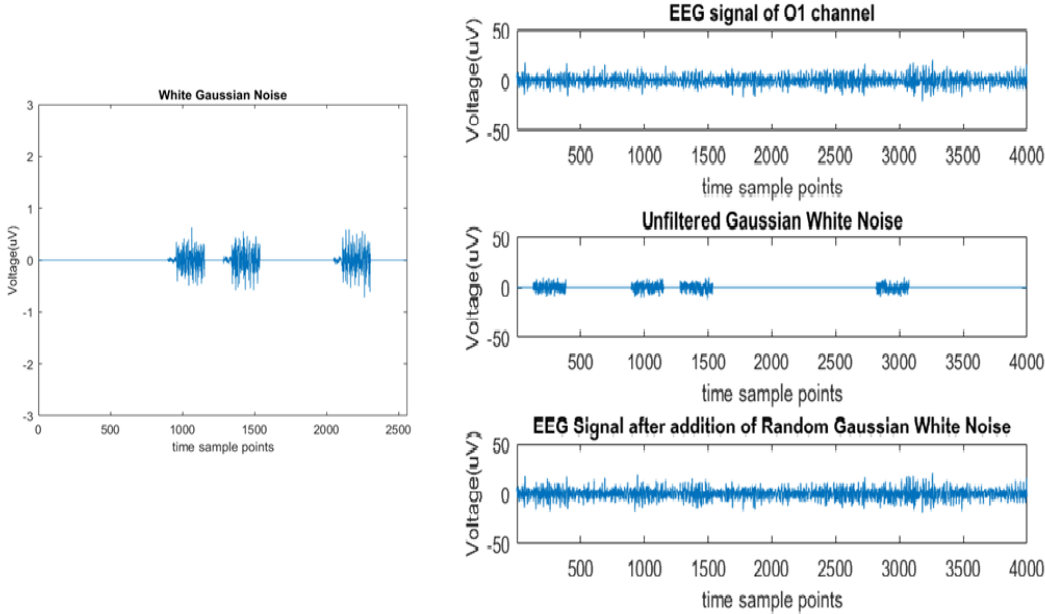 White Gaussian Noise
3
2
1
0
-1
-2
-3
Voltage(uV)
0 500 1000 1500 2000 2500
time sample points
EEG signal of O1 channel
50
0
-50
Voltage(uV)
500 1000 1500 2000 2500 3000 3500 4000
time sample points
Unfiltered Gaussian White Noise
50
0
-50
Voltage(uV)
500 1000 1500 2000 2500 3000 3500 4000
time sample points
EEG Signal after addition of Random Gaussian White Noise
50
0
-50
Voltage(uV)
500 1000 1500 2000 2500 3000 3500 4000
time sample points